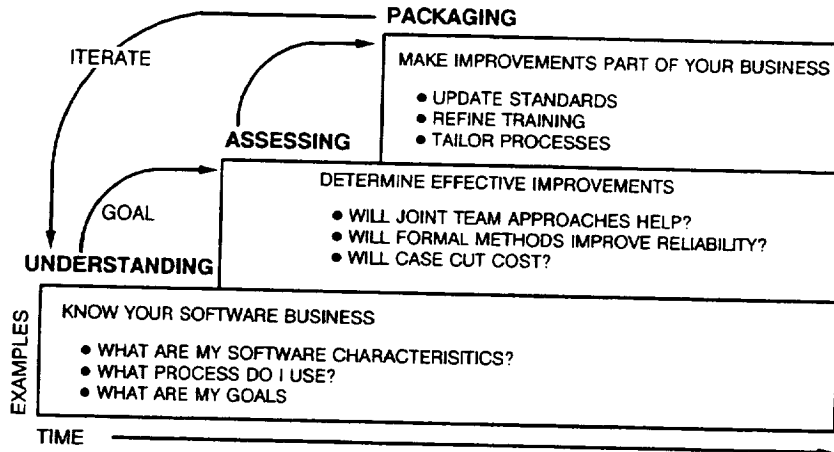 PACKAGING
ITERATE
MAKE IMPROVEMENTS PART OF YOUR BUSINESS
● UPDATE STANDARDS
● REFINE TRAINING
● TAILOR PROCESSES
ASSESSING
DETERMINE EFFECTIVE IMPROVEMENTS
● WILL JOINT TEAM APPROACHES HELP?
● WILL FORMAL METHODS IMPROVE RELIABILITY?
● WILL CASE CUT COST?
GOAL
UNDERSTANDING
KNOW YOUR SOFTWARE BUSINESS
● WHAT ARE MY SOFTWARE CHARACTERISITICS?
● WHAT PROCESS DO I USE?
● WHAT ARE MY GOALS
EXAMPLES
TIME